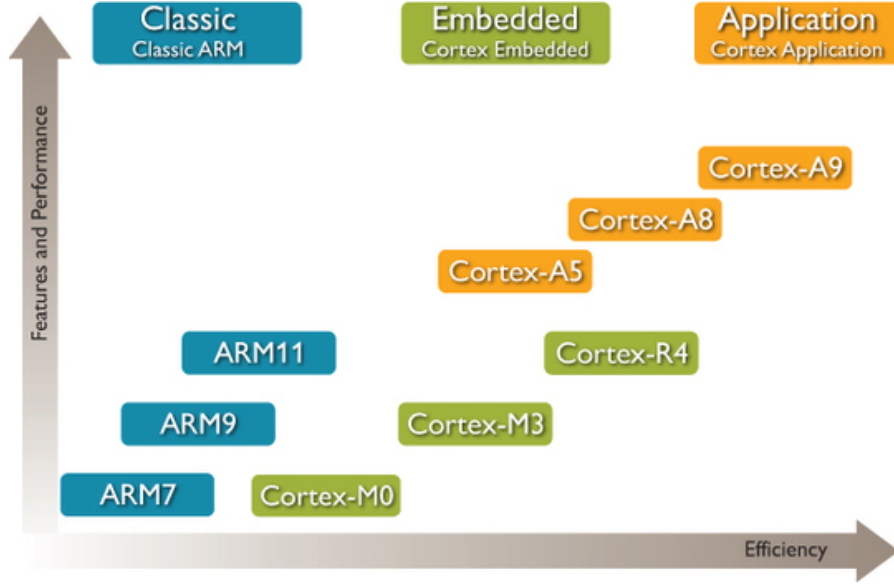 Classic
Classic ARM
Embedded
Cortex Embedded
Application
Cortex Application
Features and Performance
Cortex-A9
Cortex-A8
Cortex-A5
ARM11
Cortex-R4
ARM9
Cortex-M3
ARM7
Cortex-M0
Efficiency